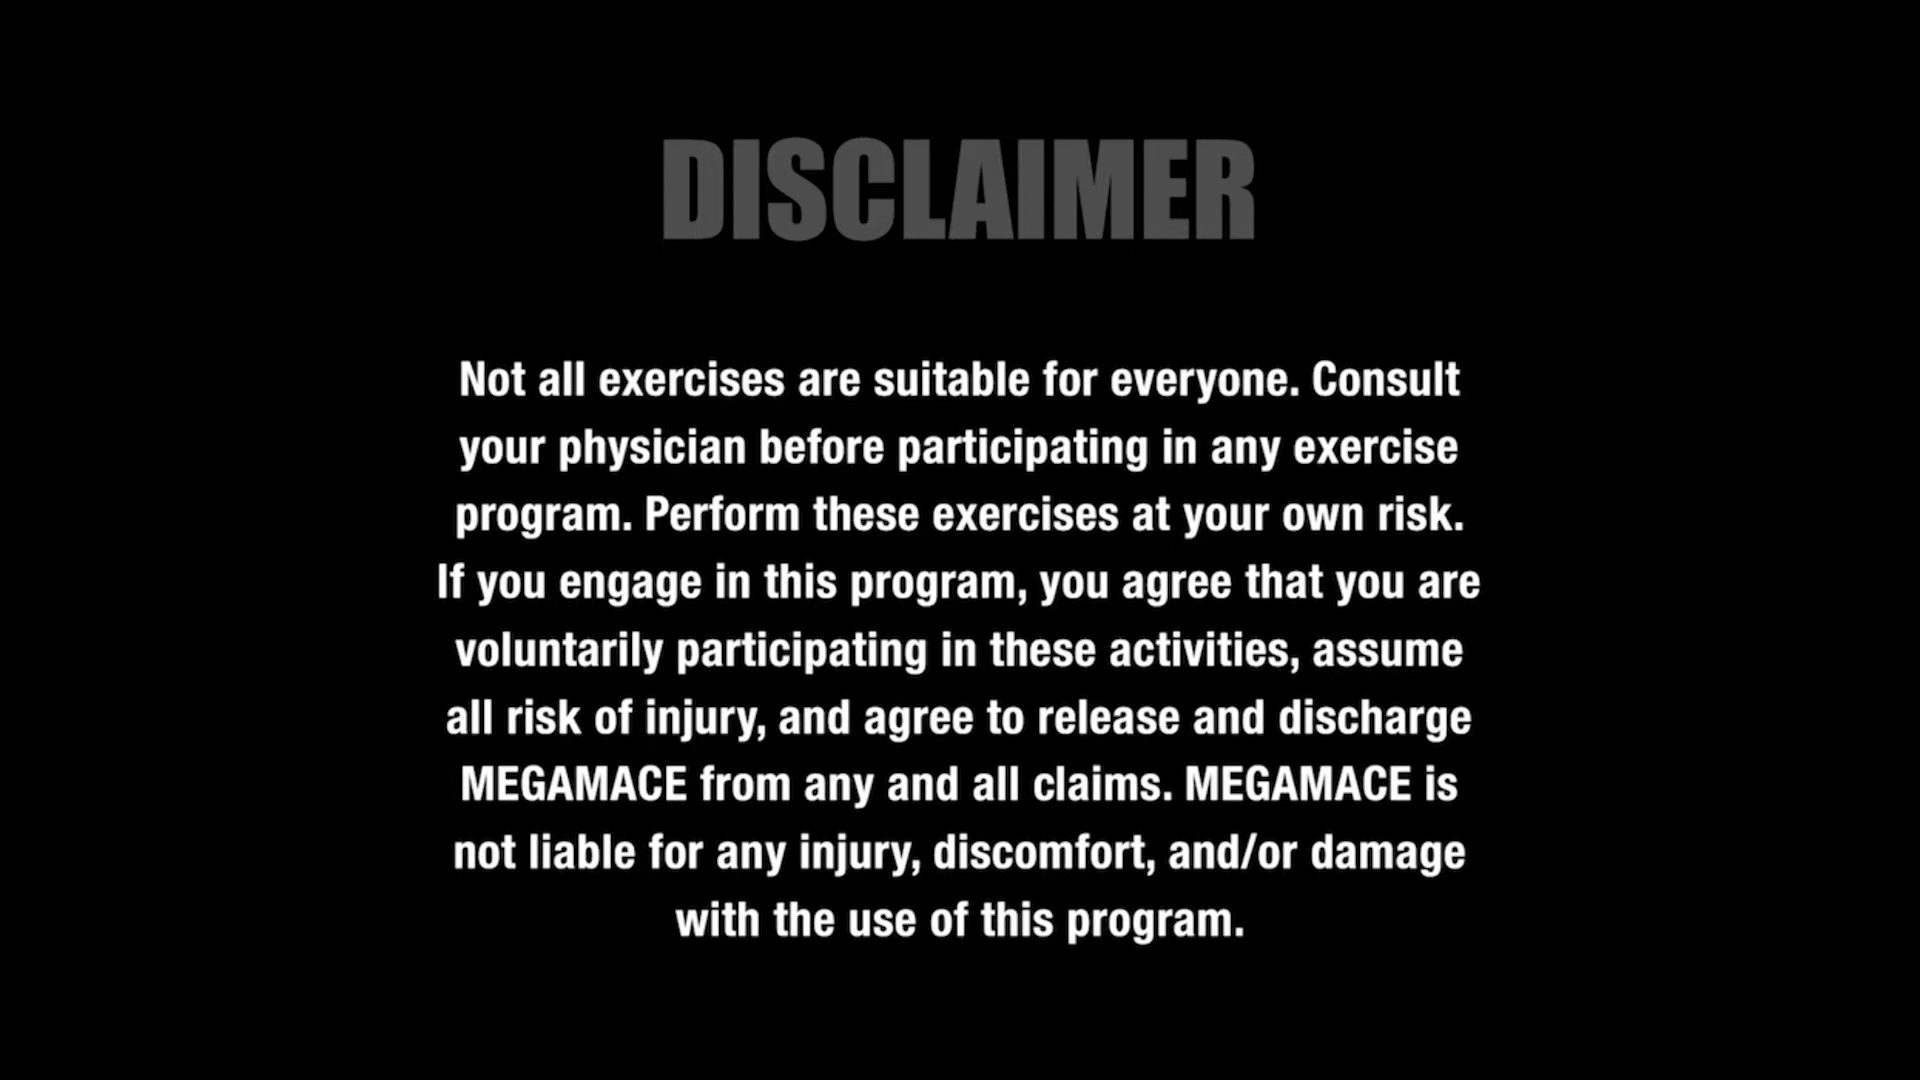 DISCLAIMER
Not all exercises are suitable for everyone. Consult
your physician before participating in any exercise
program. Perform these exercises at your own risk.
If you engage in this program, you agree that you are
voluntarily participating in these activities, assume
all risk of injury, and agree to release and discharge
MEGAMACE from any and all claims. MEGAMACE is
not liable for any injury, discomfort, and/or damage
with the use of this program.